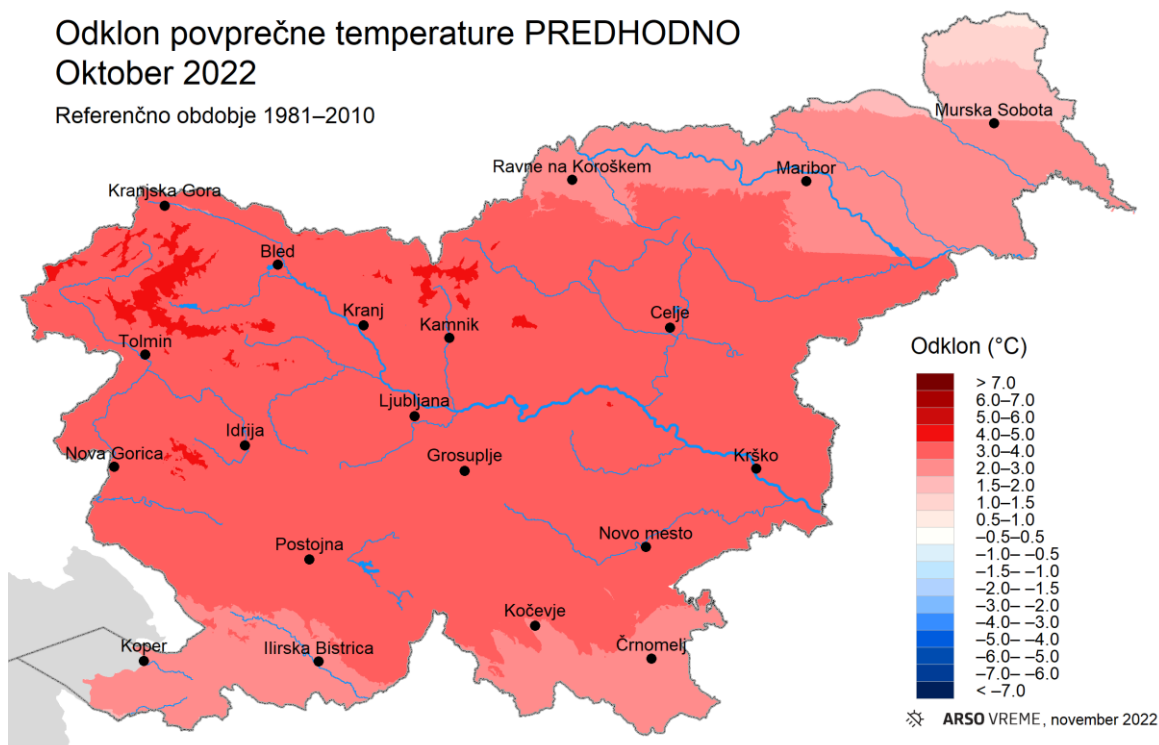 Odklon povprečne temperature PREDHODNO
Oktober 2022
Referenčno obdobje 1981–2010
Murska Sobota
Ravne na Koroškem
Maribor
Kranjska Gora
Bled
Kranj
Kamnik
Celje
Tolmin
Ljubljana
Idrija
Nova Gorica
Grosuplje
Krško
Novo mesto
Postojna
Kočevje
Koper
Ilirska Bistrica
Črnomelj
Odklon (°C)
> 7.0
6.0–7.0
5.0–6.0
4.0–5.0
3.0–4.0
2.0–3.0
1.5–2.0
1.0–1.5
0.5–1.0
–0.5–0.5
–1.0– –0.5
–1.5– –1.0
–2.0– –1.5
–3.0– –2.0
–4.0– –3.0
–5.0– –4.0
–6.0– –5.0
–7.0– –6.0
< –7.0
ARSO VREME, november 2022